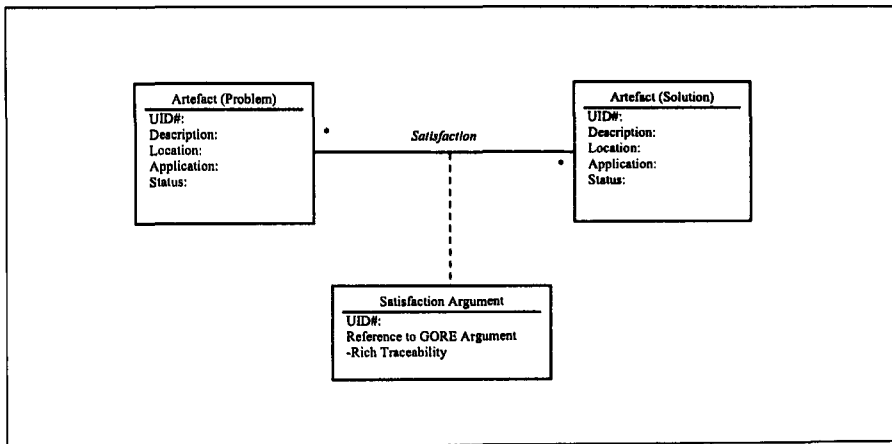 Artefact (Problem)
UID#:
Description:
Location:
Application:
Status:
*
Satisfaction
*
Artefact (Solution)
UID#:
Description:
Location:
Application:
Status:
Satisfaction Argument
UID#:
Reference to GORE Argument
-Rich Traceability